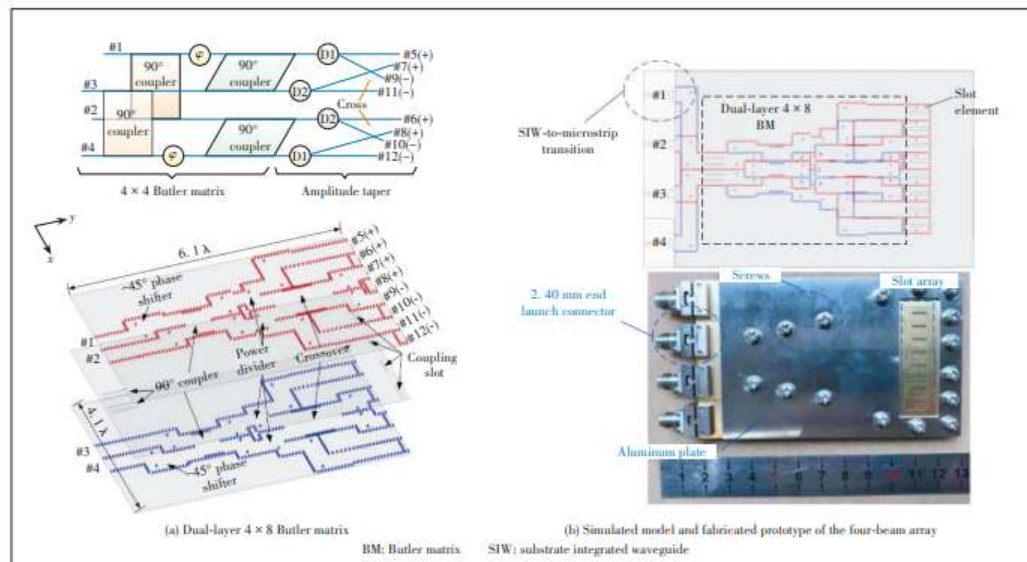 #1
#3
#2
#4
φ
φ
90°
coupler
90°
coupler
90°
coupler
90°
coupler
D1
D2
D2
D1
#5(+)
#7(+)
#9(−)
#11(−)
Cross
#6(+)
#8(+)
#10(−)
#12(−)
4 × 4 Butler matrix
Amplitude taper
y
x
6.1λ
4.1λ
#5(+)
#6(+)
#7(+)
#8(+)
#9(-)
#10(-)
#11(-)
#12(-)
~45° phase
shifter
#1
#2
90° coupler
Power
divider
Crossover
Coupling
slot
#3
#4
45° phase
shifter
(a) Dual-layer 4 × 8 Butler matrix
#1
#2
#3
#4
SIW-to-microstrip
transition
Dual-layer 4 × 8
BM
Slot
element
2.40 mm end
launch connector
Screws
Slot array
Aluminum plate
1 2 3 4 5 6 7 8 9 10 11 12 13
(b) Simulated model and fabricated prototype of the four-beam array
BM: Butler matrix SIW: substrate integrated waveguide